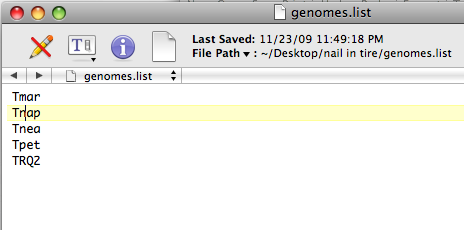 genomes.list
Last Saved: 11/23/09 11:49:18 PM
File Path ▾ : ~/Desktop/nail in tire/genomes.list
genomes.list
Tmar
Tnap
Tnea
Tpet
TRQ2